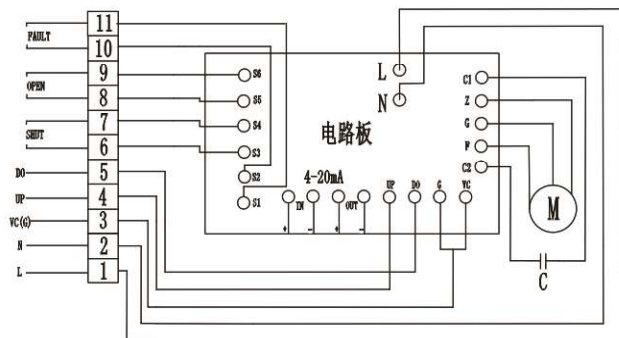 FAULT
11
10
OPEN
9
8
SHUT
7
6
DO
5
UP
4
VC(G)
3
N
2
L
1
S6
S5
S4
S3
S2
S1
L
N
电路板
4-20mA
IN
OUT
UP
DO
G
VC
+
-
+
-
C1
Z
G
F
C2
M
C